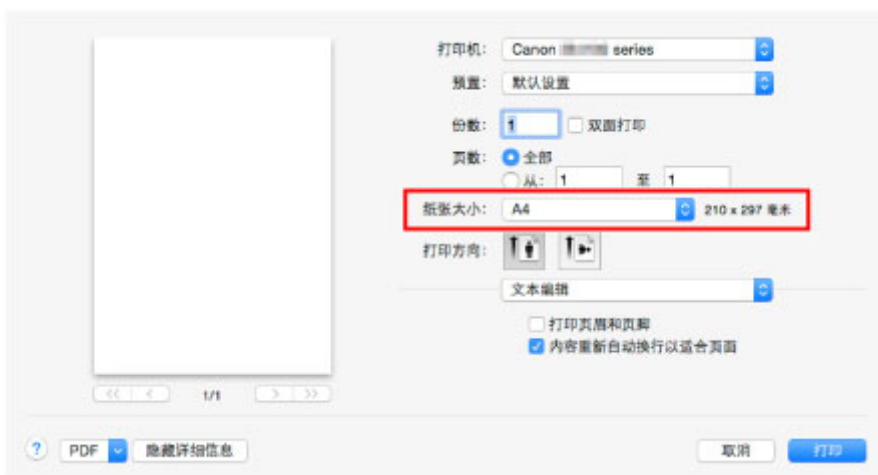 打印机: Canon series
预置: 默认设置
份数: 1 双面打印
页数: 全部
从: 1 至 1
纸张大小: A4 210 x 297 毫米
打印方向:
文本编辑
打印页眉和页脚
内容重新自动换行以适合页面
<< < 1/1 > >>
? PDF 隐藏详细信息 取消 打印